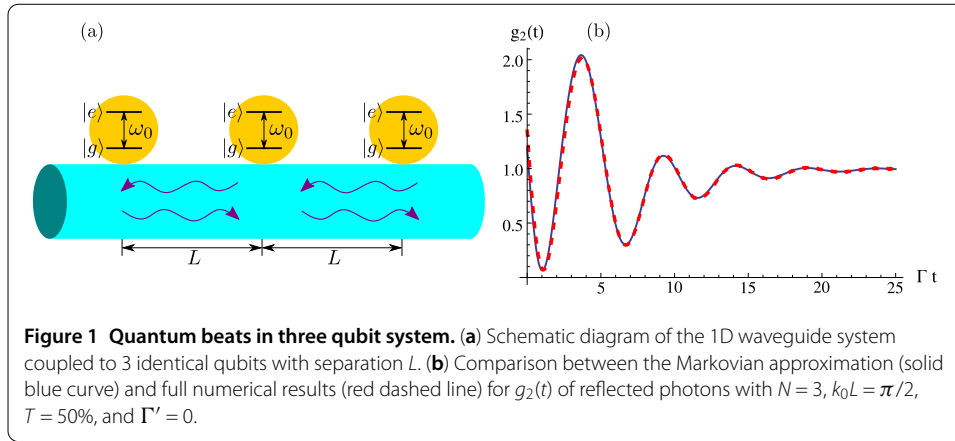 (a)
(b)
g₂(t)
|e⟩ |e⟩ |e⟩
ω₀ ω₀ ω₀
|g⟩ |g⟩ |g⟩
L L
2.0
1.5
1.0
0.5
5 10 15 20 25
Γ t
Figure 1 Quantum beats in three qubit system. (a) Schematic diagram of the 1D waveguide system
coupled to 3 identical qubits with separation L. (b) Comparison between the Markovian approximation (solid
blue curve) and full numerical results (red dashed line) for g₂(t) of reflected photons with N = 3, k₀L = π/2,
T = 50%, and Γ′ = 0.